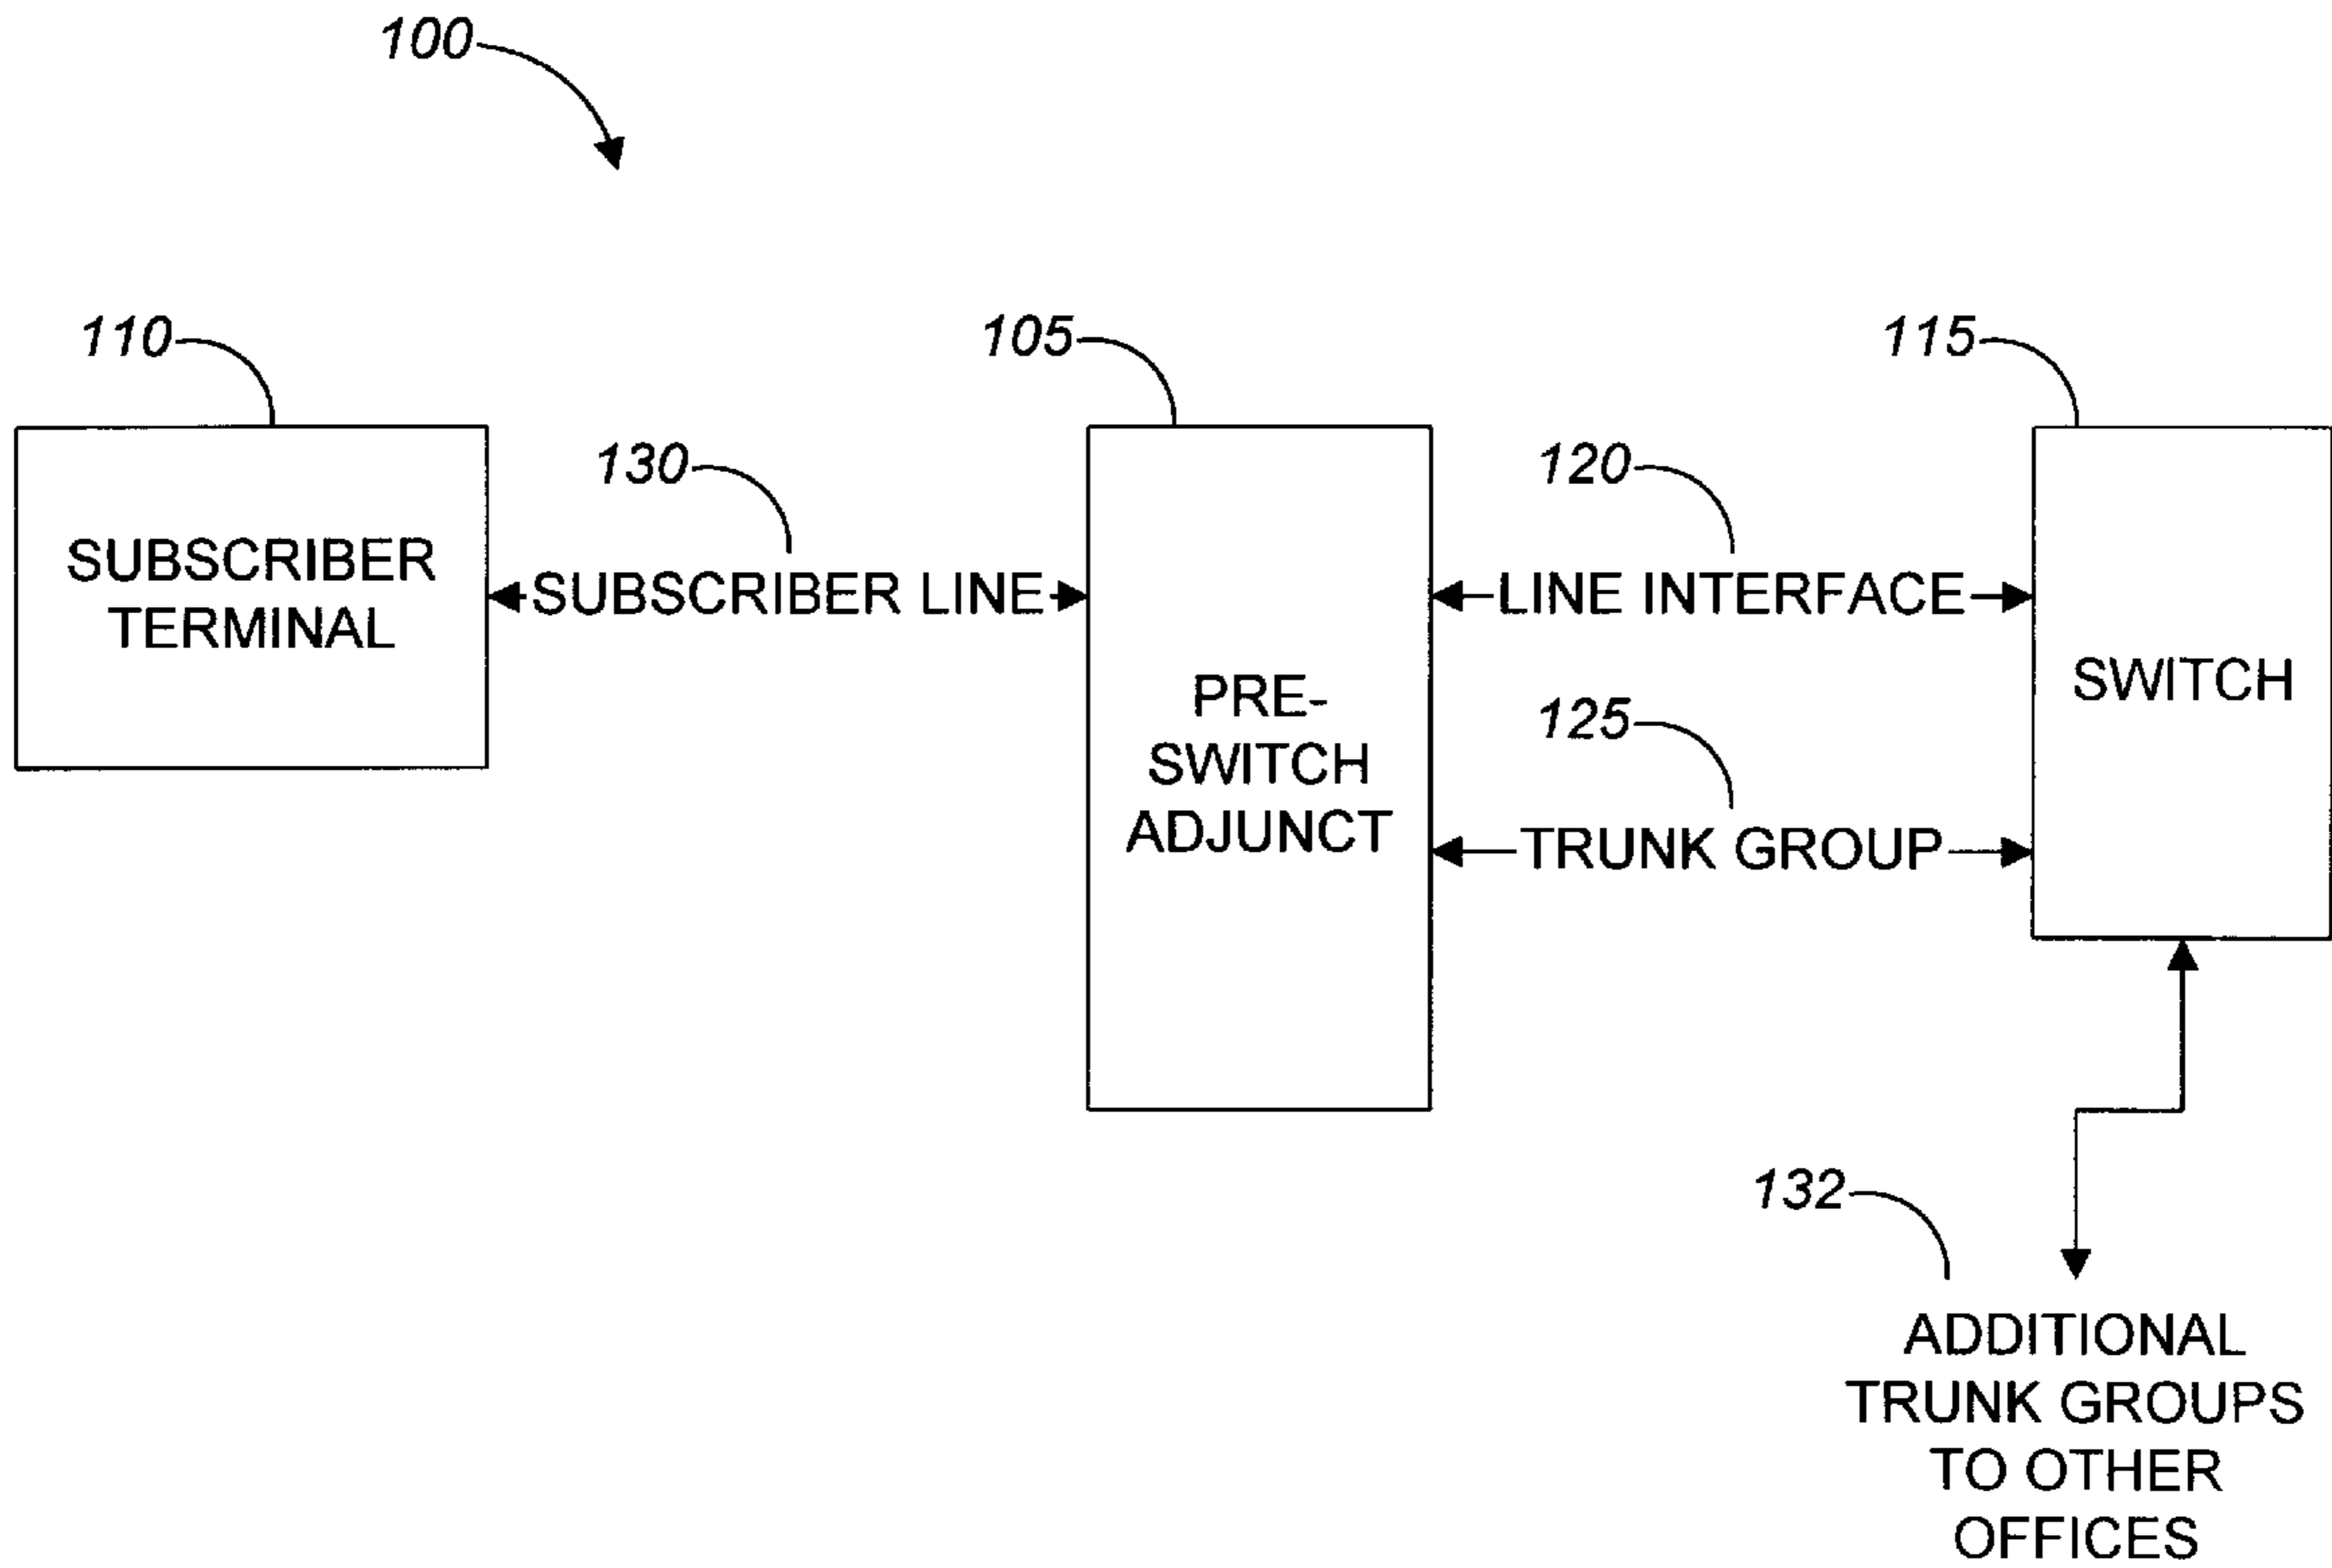 100
110
105
115
130
120
SUBSCRIBER
TERMINAL
SUBSCRIBER LINE
LINE INTERFACE
PRE-
SWITCH
ADJUNCT
SWITCH
125
TRUNK GROUP
132
ADDITIONAL
TRUNK GROUPS
TO OTHER
OFFICES